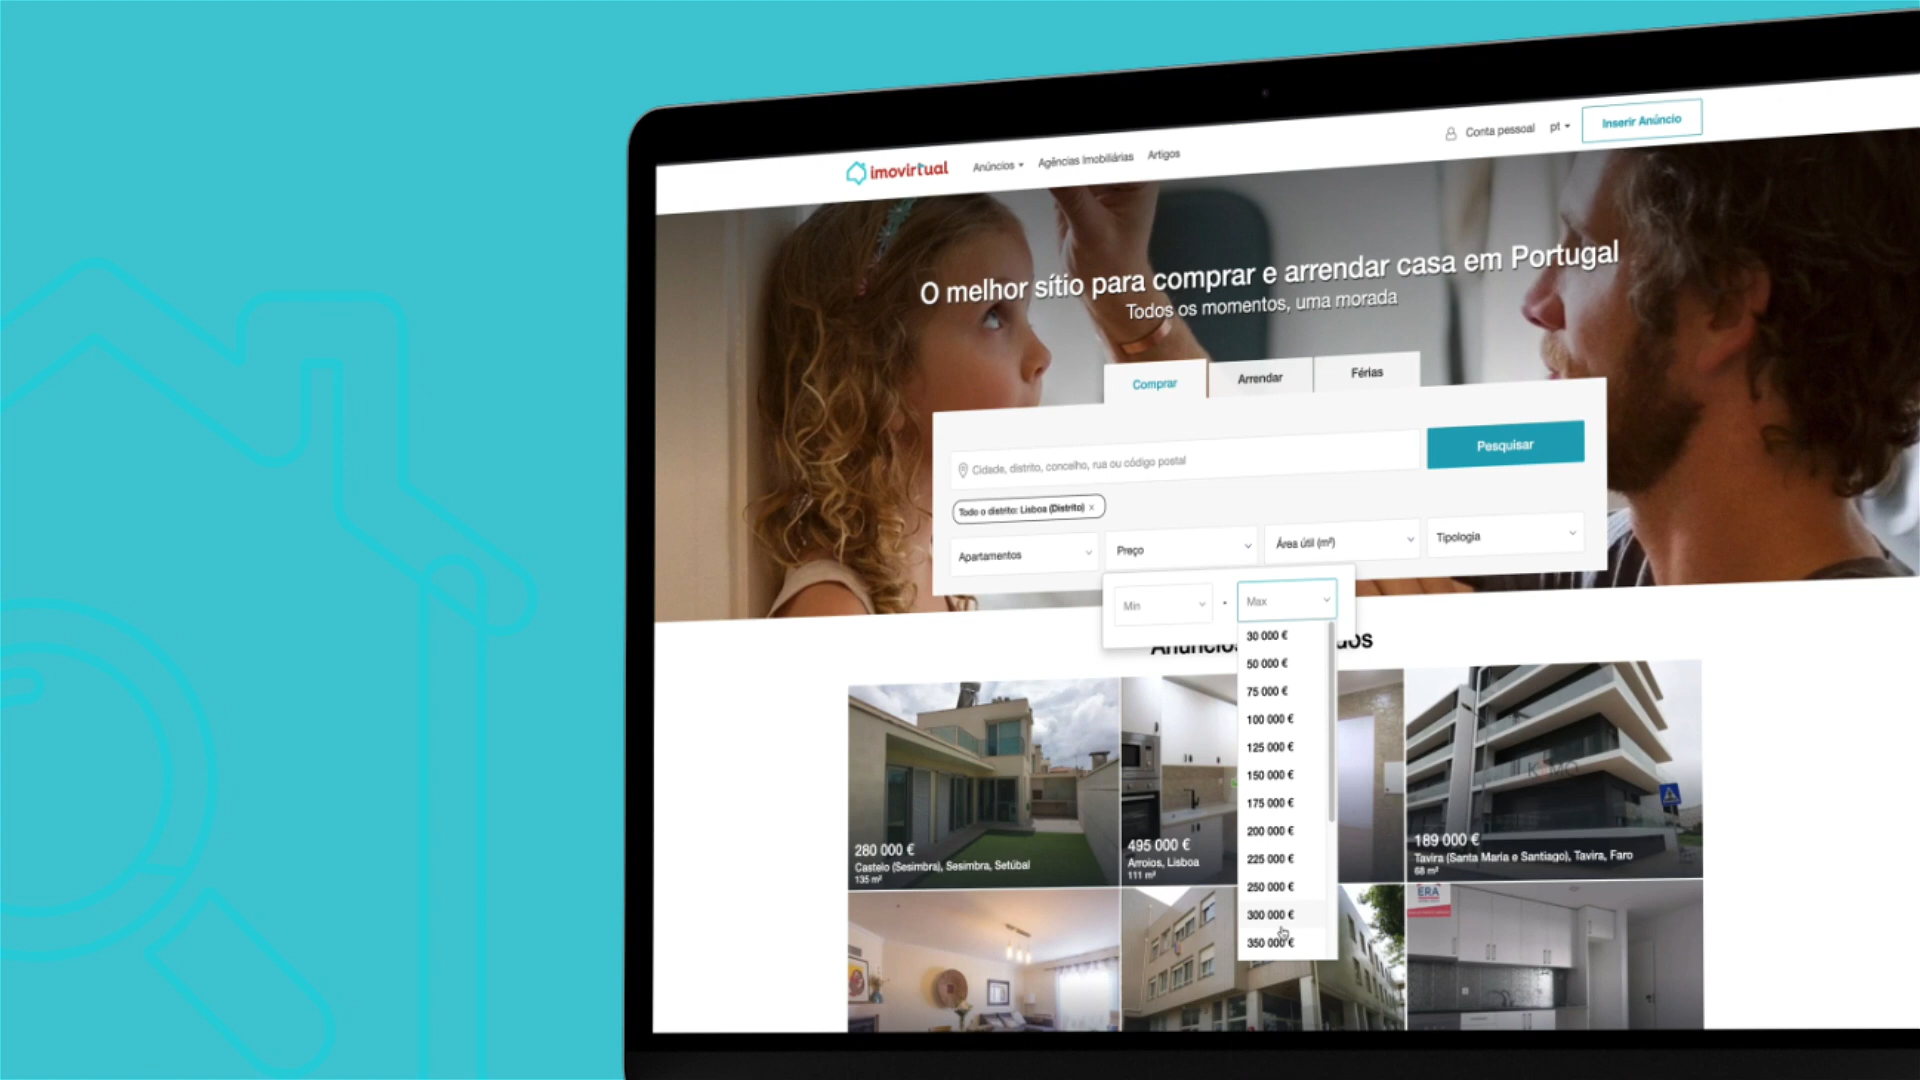 imovirtual
Anúncios
Agências Imobiliárias
Artigos
Conta pessoal
pt
Inserir Anúncio
O melhor sítio para comprar e arrendar casa em Portugal
Todos os momentos, uma morada
Comprar
Arrendar
Férias
Cidade, distrito, concelho, rua ou código postal
Pesquisar
Todo o distrito: Lisboa (Distrito) ×
Apartamentos
Preço
Área útil (m²)
Tipologia
Min
-
Max
30 000 €
50 000 €
75 000 €
100 000 €
125 000 €
150 000 €
175 000 €
200 000 €
225 000 €
250 000 €
300 000 €
350 000 €
280 000 €
Castelo (Sesimbra), Sesimbra, Setúbal
135 m²
495 000 €
Arroios, Lisboa
111 m²
189 000 €
Tavira (Santa Maria e Santiago), Tavira, Faro
68 m²
ERA